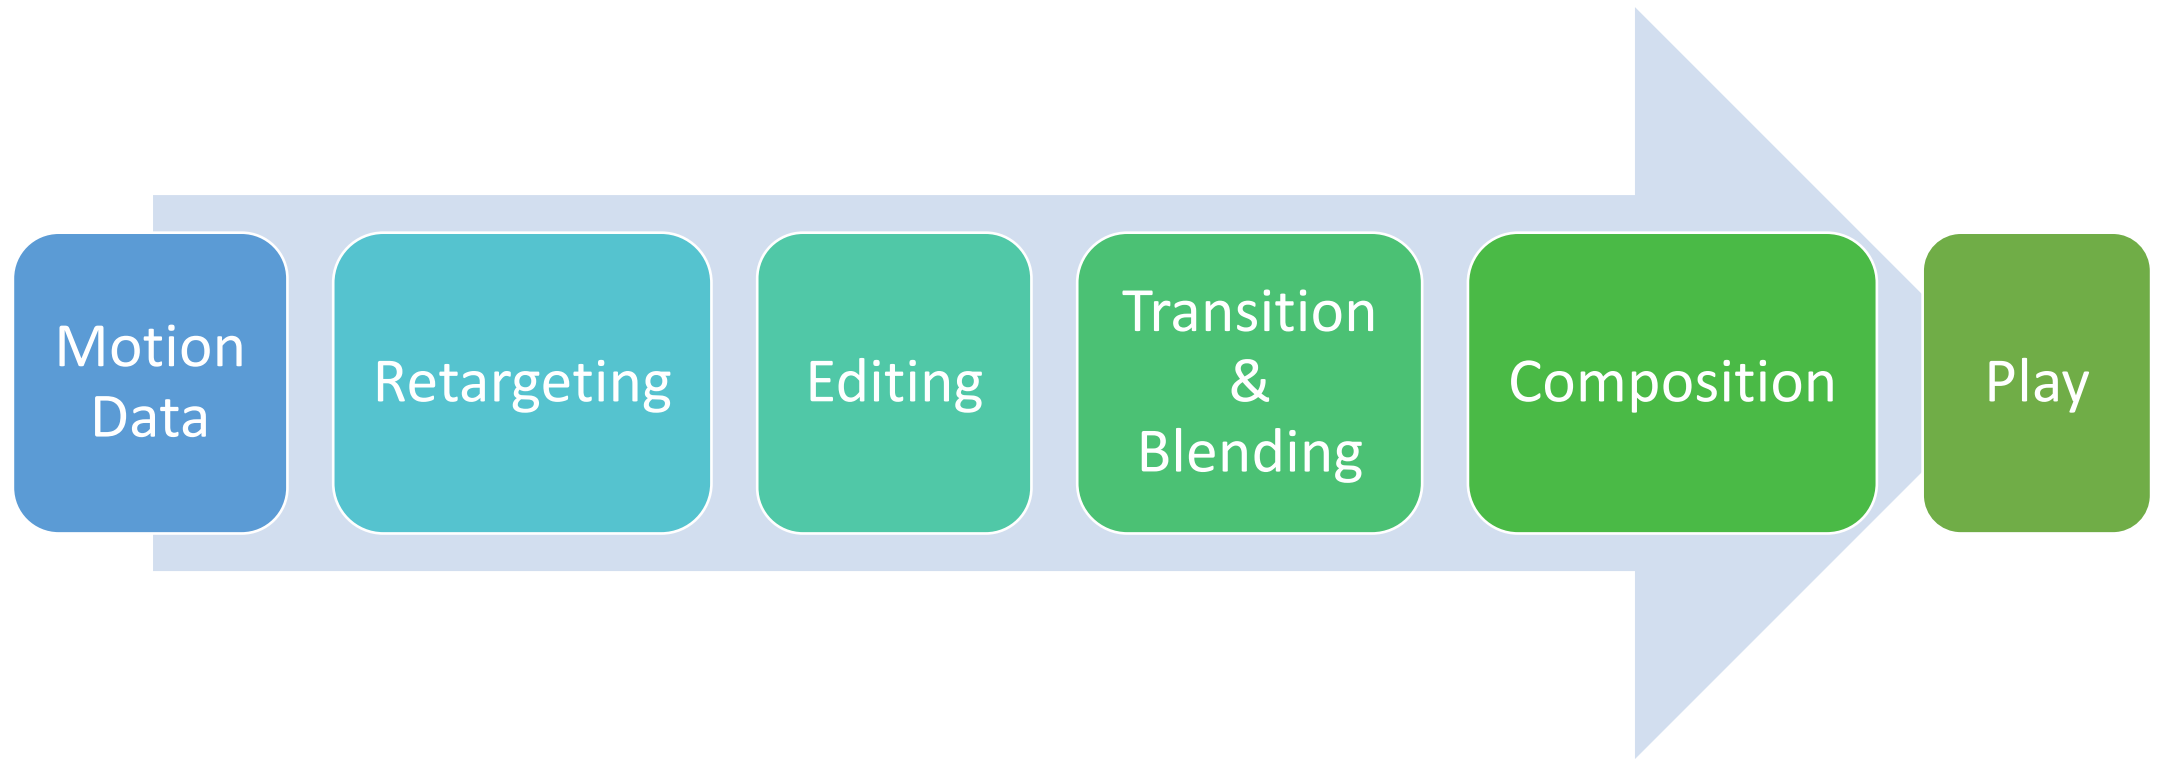 Motion
Data
Retargeting
Editing
Transition
&
Blending
Composition
Play